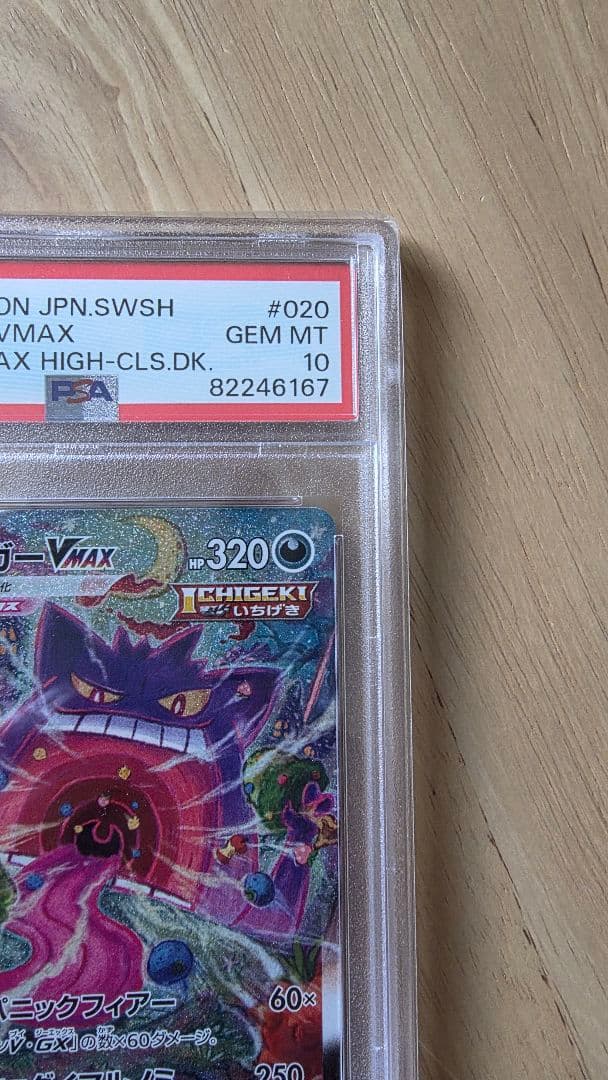 ON JPN.SWSH #020
VMAX GEM MT
AX HIGH-CLS.DK. 10
PSA 82246167
ガーVMAX HP320
化
ICHIGEKI
いちげき
パニックフィアー 60×
V・GX」の数×60ダメージ。
250